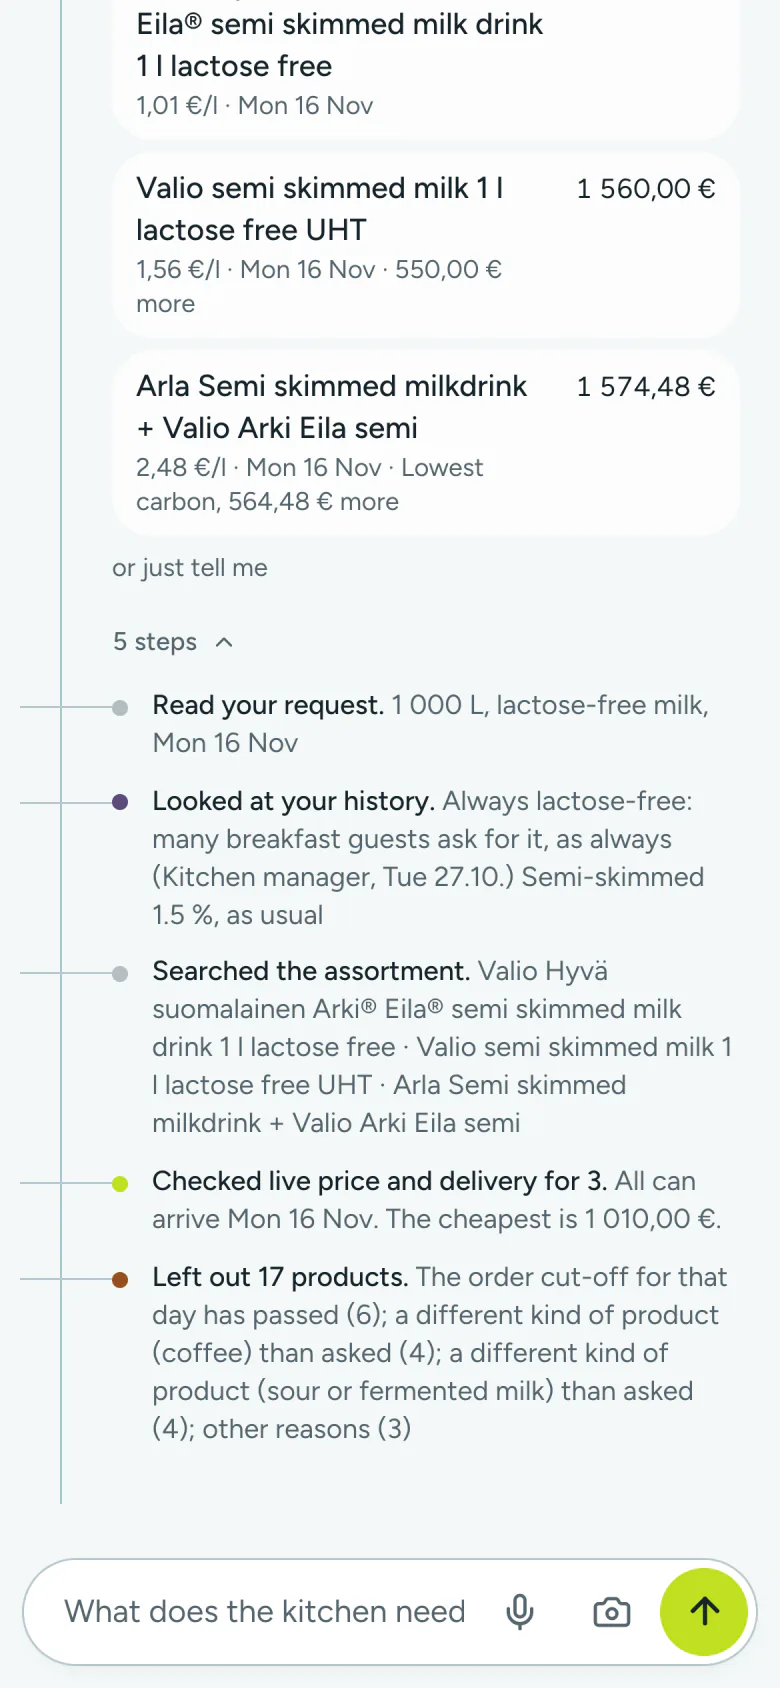 Eila® semi skimmed milk drink
1 l lactose free
1,01 €/l · Mon 16 Nov
Valio semi skimmed milk 1 l
lactose free UHT
1 560,00 €
1,56 €/l · Mon 16 Nov · 550,00 €
more
Arla Semi skimmed milkdrink
+ Valio Arki Eila semi
1 574,48 €
2,48 €/l · Mon 16 Nov · Lowest
carbon, 564,48 € more
or just tell me
5 steps
Read your request. 1 000 L, lactose-free milk,
Mon 16 Nov
Looked at your history. Always lactose-free:
many breakfast guests ask for it, as always
(Kitchen manager, Tue 27.10.) Semi-skimmed
1.5 %, as usual
Searched the assortment. Valio Hyvä
suomalainen Arki® Eila® semi skimmed milk
drink 1 l lactose free · Valio semi skimmed milk 1
l lactose free UHT · Arla Semi skimmed
milkdrink + Valio Arki Eila semi
Checked live price and delivery for 3. All can
arrive Mon 16 Nov. The cheapest is 1 010,00 €.
Left out 17 products. The order cut-off for that
day has passed (6); a different kind of product
(coffee) than asked (4); a different kind of
product (sour or fermented milk) than asked
(4); other reasons (3)
What does the kitchen need